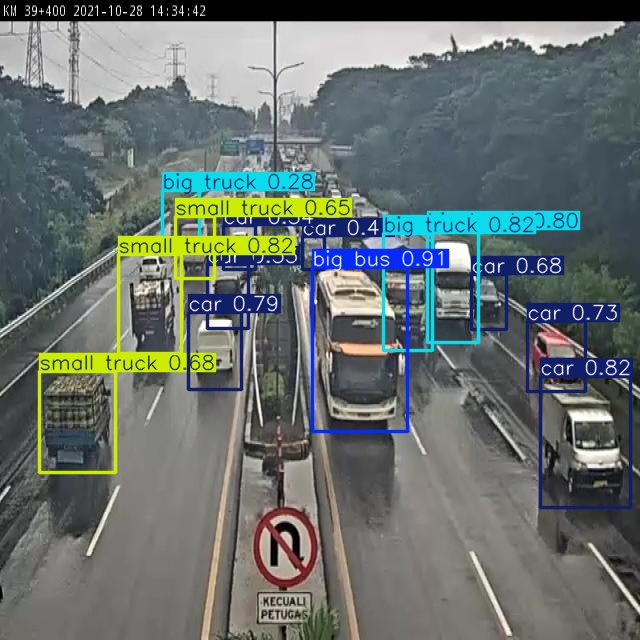 KM 39+400 2021-10-28 14:34:42
big truck 0.28
small truck 0.65
car 0.4
big truck 0.82
0.80
small truck 0.82
big bus 0.91
car 0.68
car 0.79
car 0.73
small truck 0.68
car 0.82
KECUALI
PETUGAS